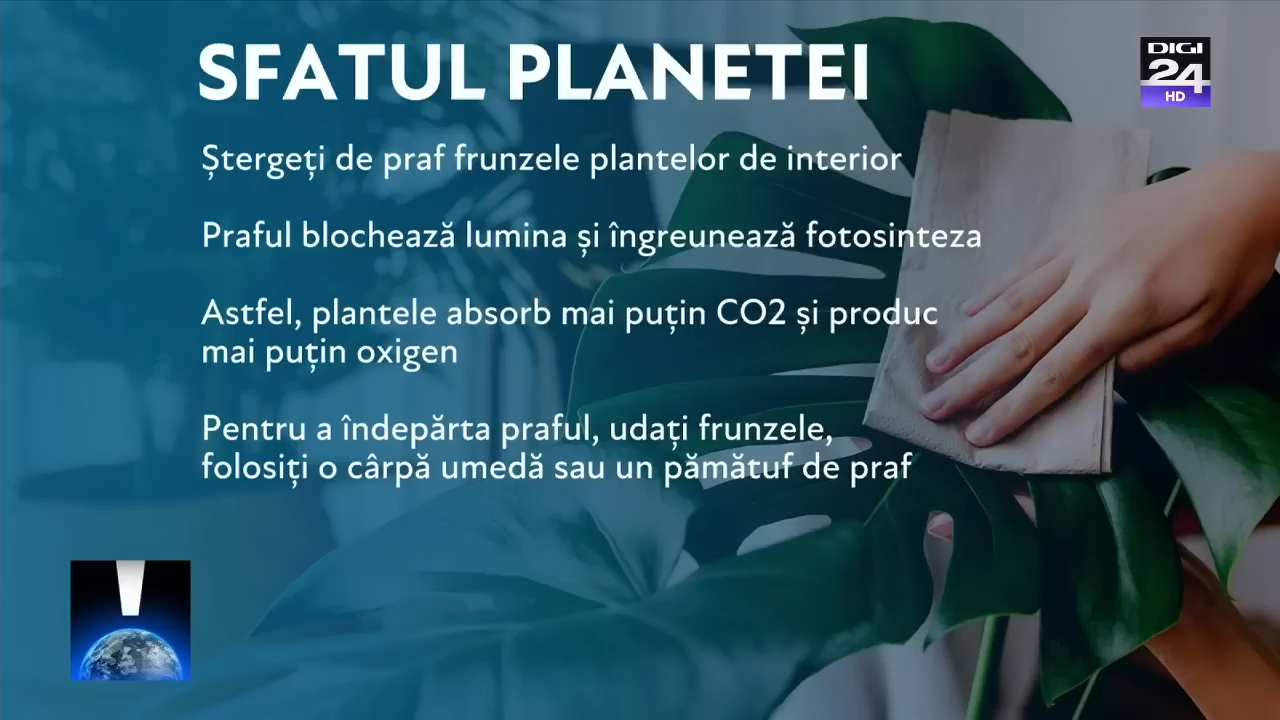 SFATUL PLANETEI
DIGI
24
HD
Ștergeți de praf frunzele plantelor de interior
Praful blochează lumina și îngreunează fotosinteza
Astfel, plantele absorb mai puțin CO2 și produc
mai puțin oxigen
Pentru a îndepărta praful, udați frunzele,
folosiți o cârpă umedă sau un pămătuf de praf